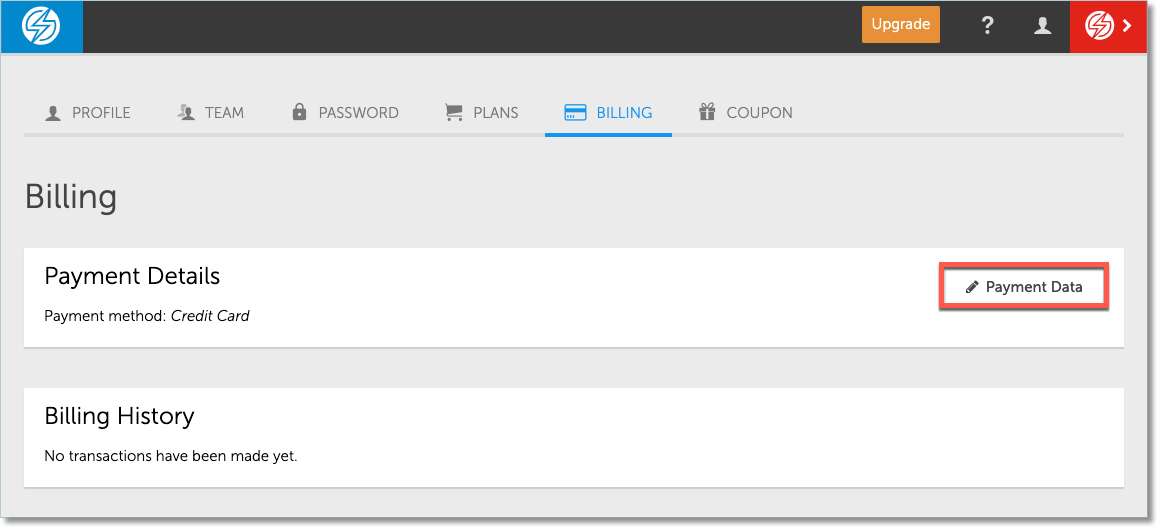 Upgrade
?
PROFILE
TEAM
PASSWORD
PLANS
BILLING
COUPON
Billing
Payment Details
Payment Data
Payment method: Credit Card
Billing History
No transactions have been made yet.